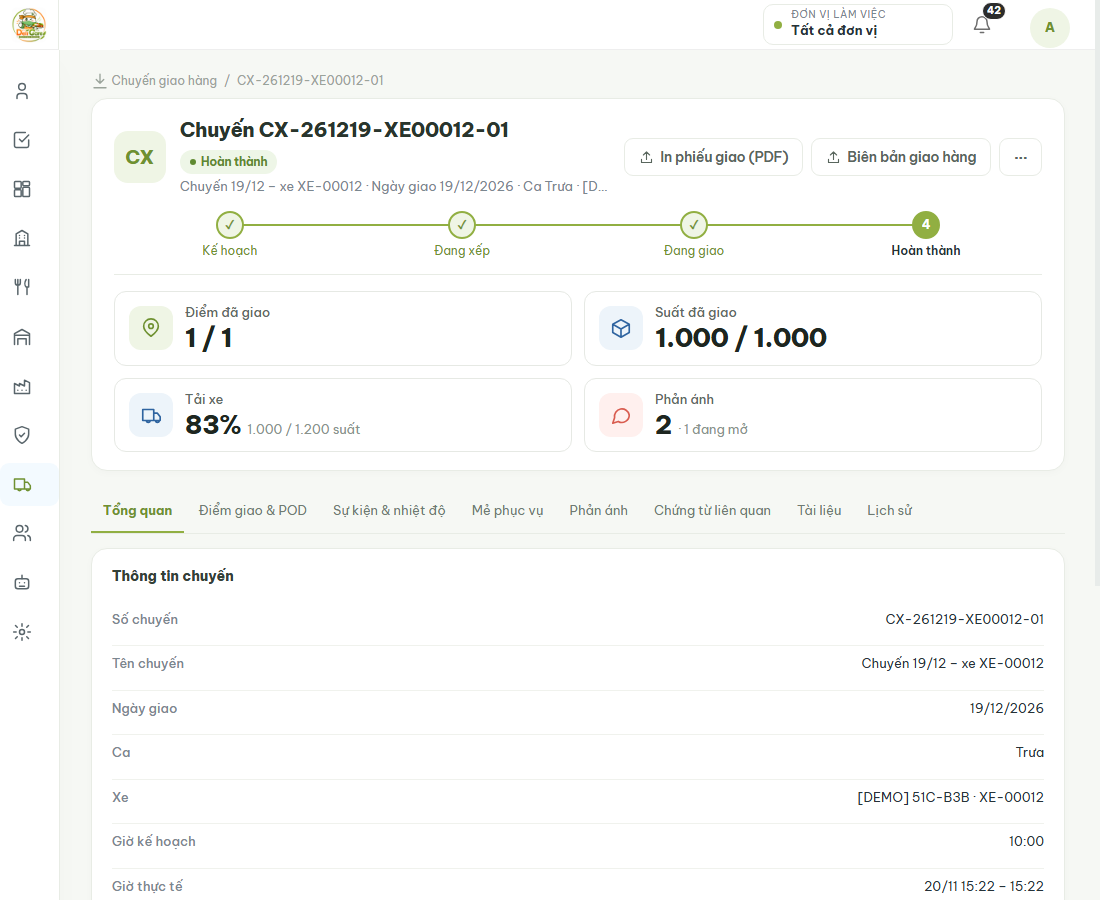 ĐƠN VỊ LÀM VIỆC
Tất cả đơn vị
42
A
Chuyến giao hàng / CX-261219-XE00012-01
CX
Chuyến CX-261219-XE00012-01
Hoàn thành
Chuyến 19/12 – xe XE-00012 · Ngày giao 19/12/2026 · Ca Trưa · [D...
In phiếu giao (PDF)
Biên bản giao hàng
...
4
Kế hoạch
Đang xếp
Đang giao
Hoàn thành
Điểm đã giao
1 / 1
Suất đã giao
1.000 / 1.000
Tải xe
83% 1.000 / 1.200 suất
Phản ánh
2 · 1 đang mở
Tổng quan
Điểm giao & POD
Sự kiện & nhiệt độ
Mẻ phục vụ
Phản ánh
Chứng từ liên quan
Tài liệu
Lịch sử
Thông tin chuyến
Số chuyến CX-261219-XE00012-01
Tên chuyến Chuyến 19/12 – xe XE-00012
Ngày giao 19/12/2026
Ca Trưa
Xe [DEMO] 51C-B3B · XE-00012
Giờ kế hoạch 10:00
Giờ thực tế 20/11 15:22 – 15:22